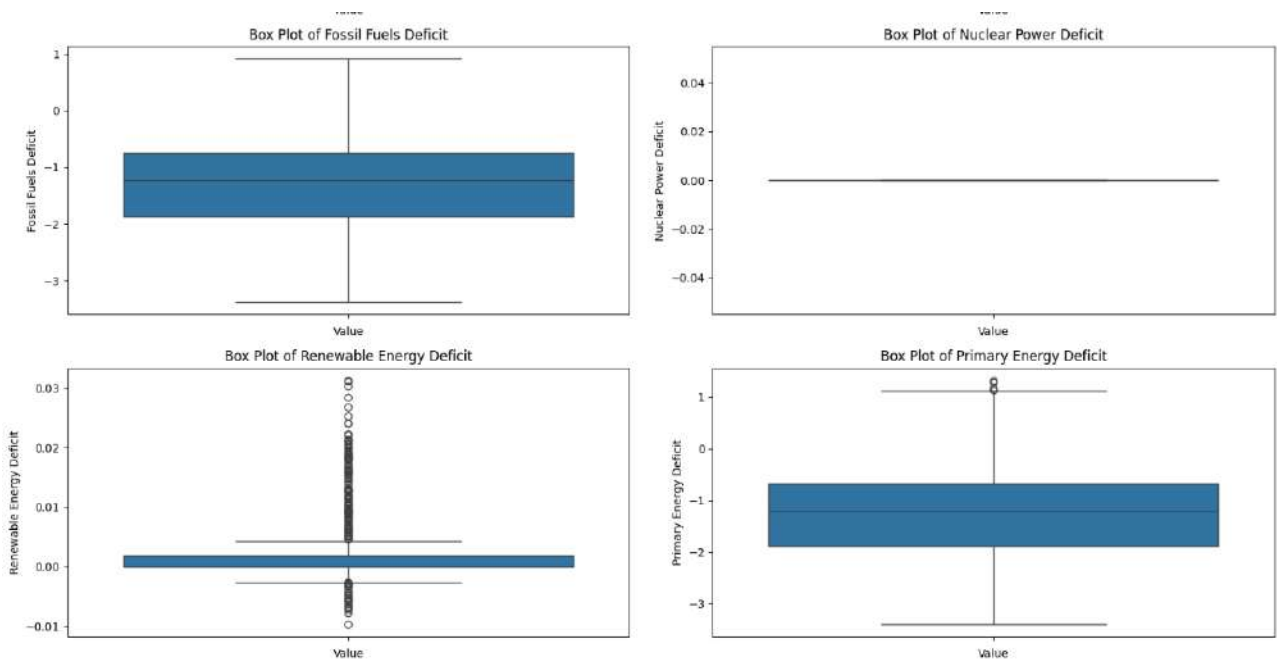 Value
Value
Box Plot of Fossil Fuels Deficit
Box Plot of Nuclear Power Deficit
1
0
−1
−2
−3
Fossil Fuels Deficit
Value
0.04
0.02
0.00
−0.02
−0.04
Nuclear Power Deficit
Value
Box Plot of Renewable Energy Deficit
Box Plot of Primary Energy Deficit
0.03
0.02
0.01
0.00
−0.01
Renewable Energy Deficit
Value
1
0
−1
−2
−3
Primary Energy Deficit
Value